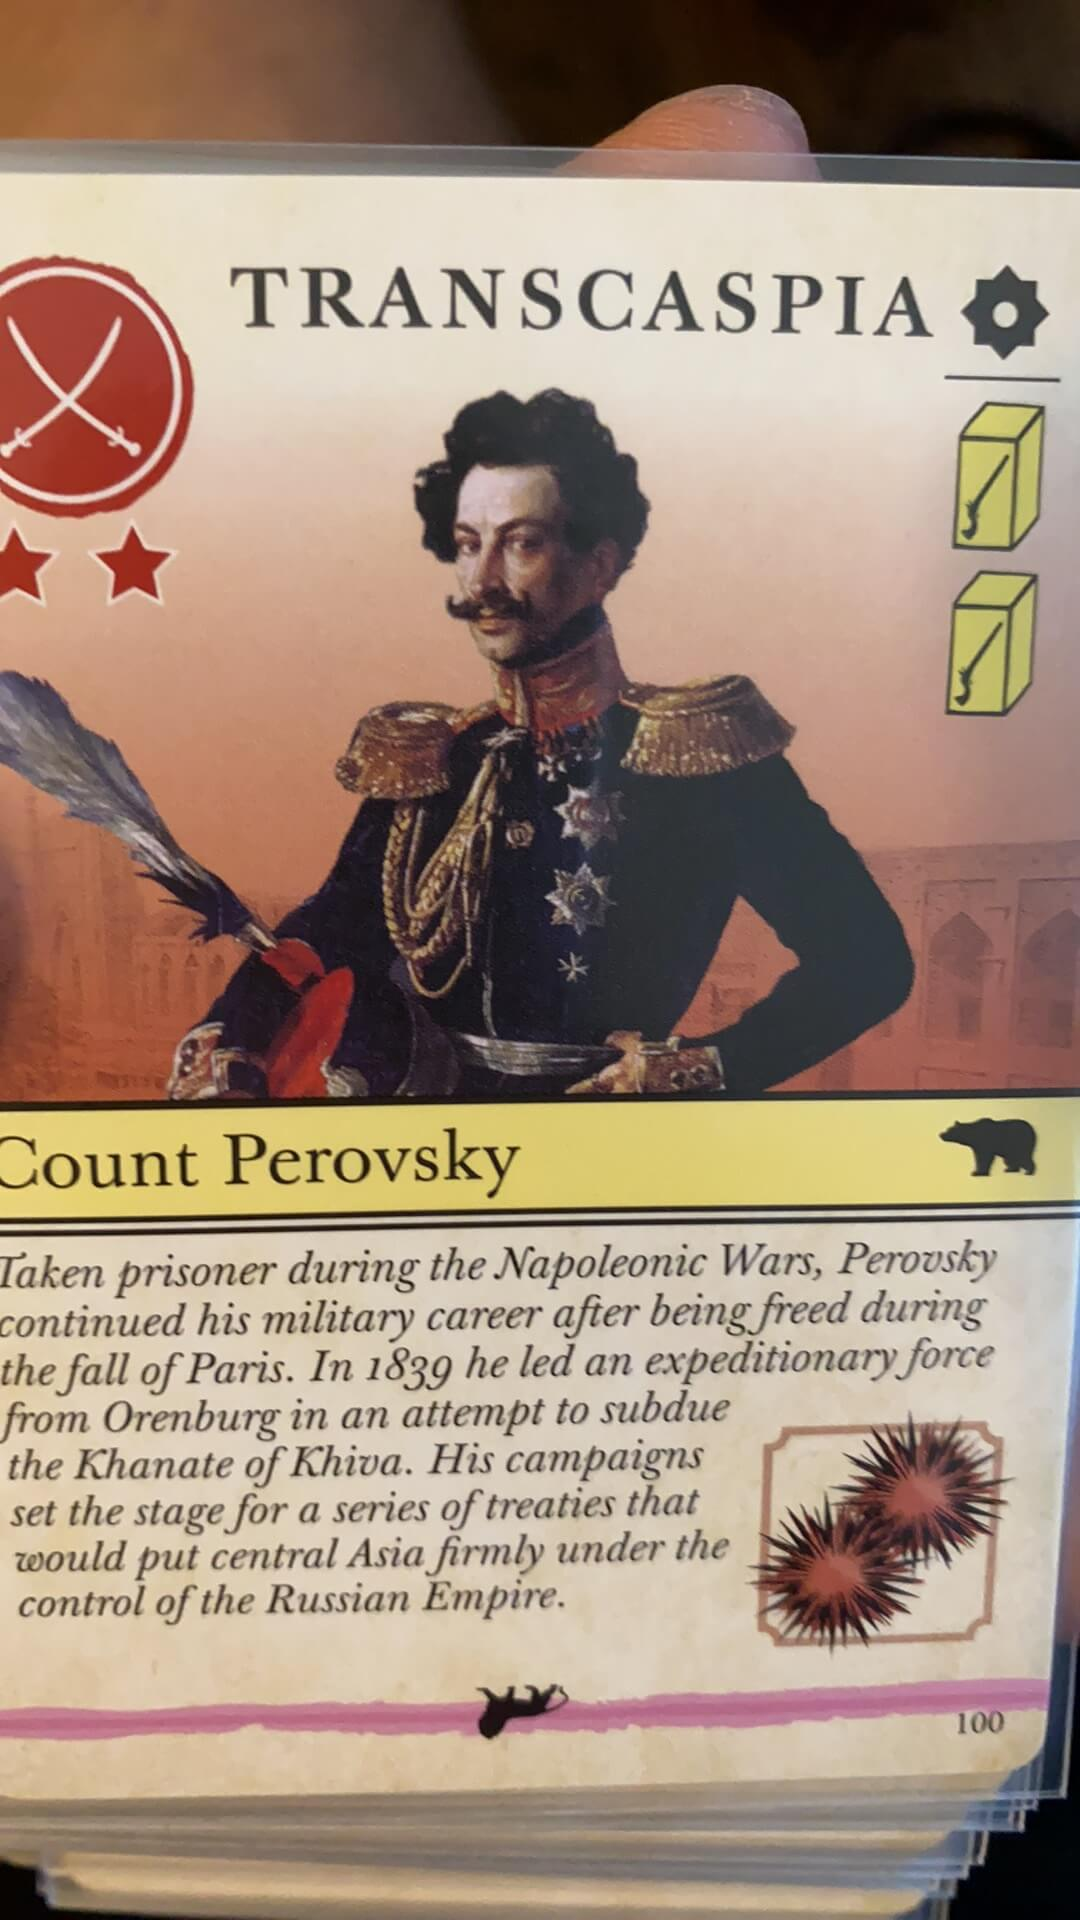 TRANSCASPIA
Count Perovsky
Taken prisoner during the Napoleonic Wars, Perovsky
continued his military career after being freed during
the fall of Paris. In 1839 he led an expeditionary force
from Orenburg in an attempt to subdue
the Khanate of Khiva. His campaigns
set the stage for a series of treaties that
would put central Asia firmly under the
control of the Russian Empire.
100